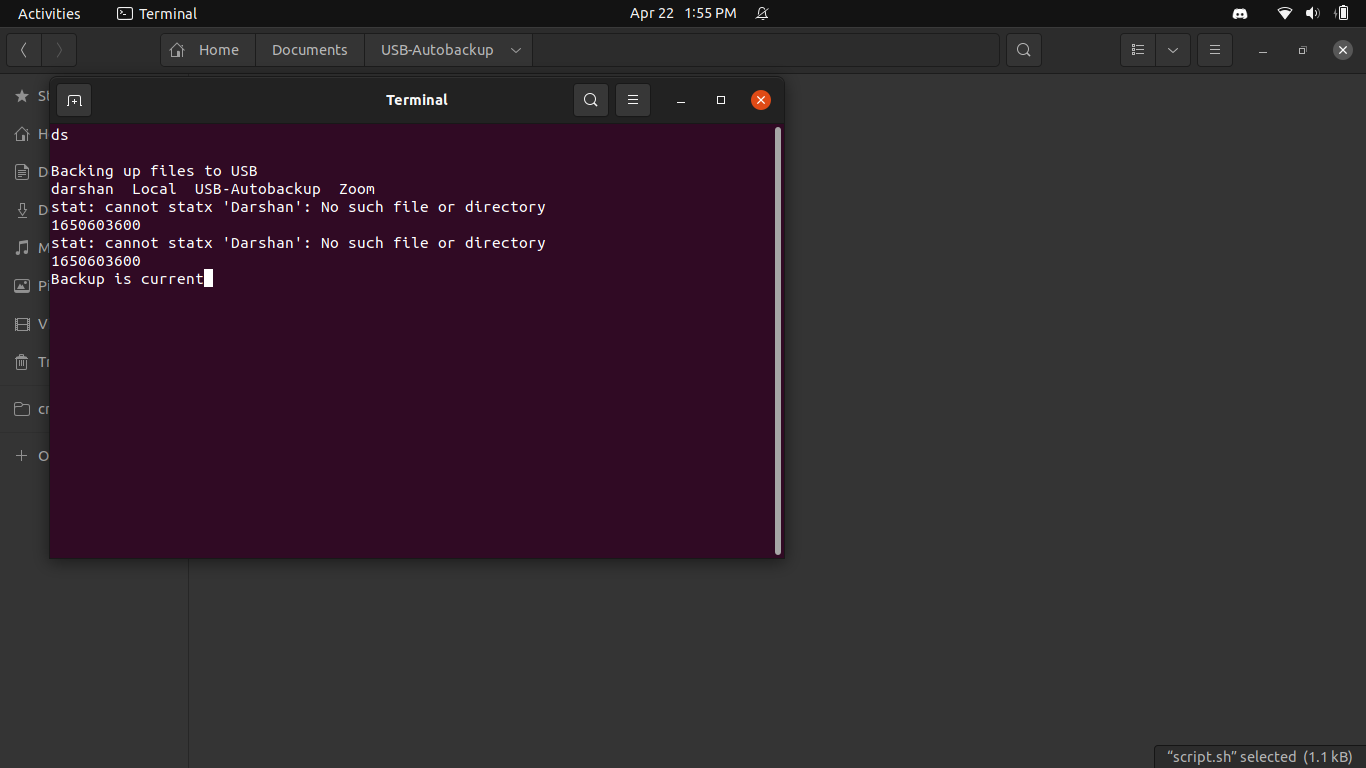 Activities Terminal Apr 22 1:55 PM
Home Documents USB-Autobackup
Terminal
ds
Backing up files to USB
darshan Local USB-Autobackup Zoom
stat: cannot statx 'Darshan': No such file or directory
1650603600
stat: cannot statx 'Darshan': No such file or directory
1650603600
Backup is current
St
H
D
D
M
Pi
V
Tr
cr
O
“script.sh” selected (1.1 kB)